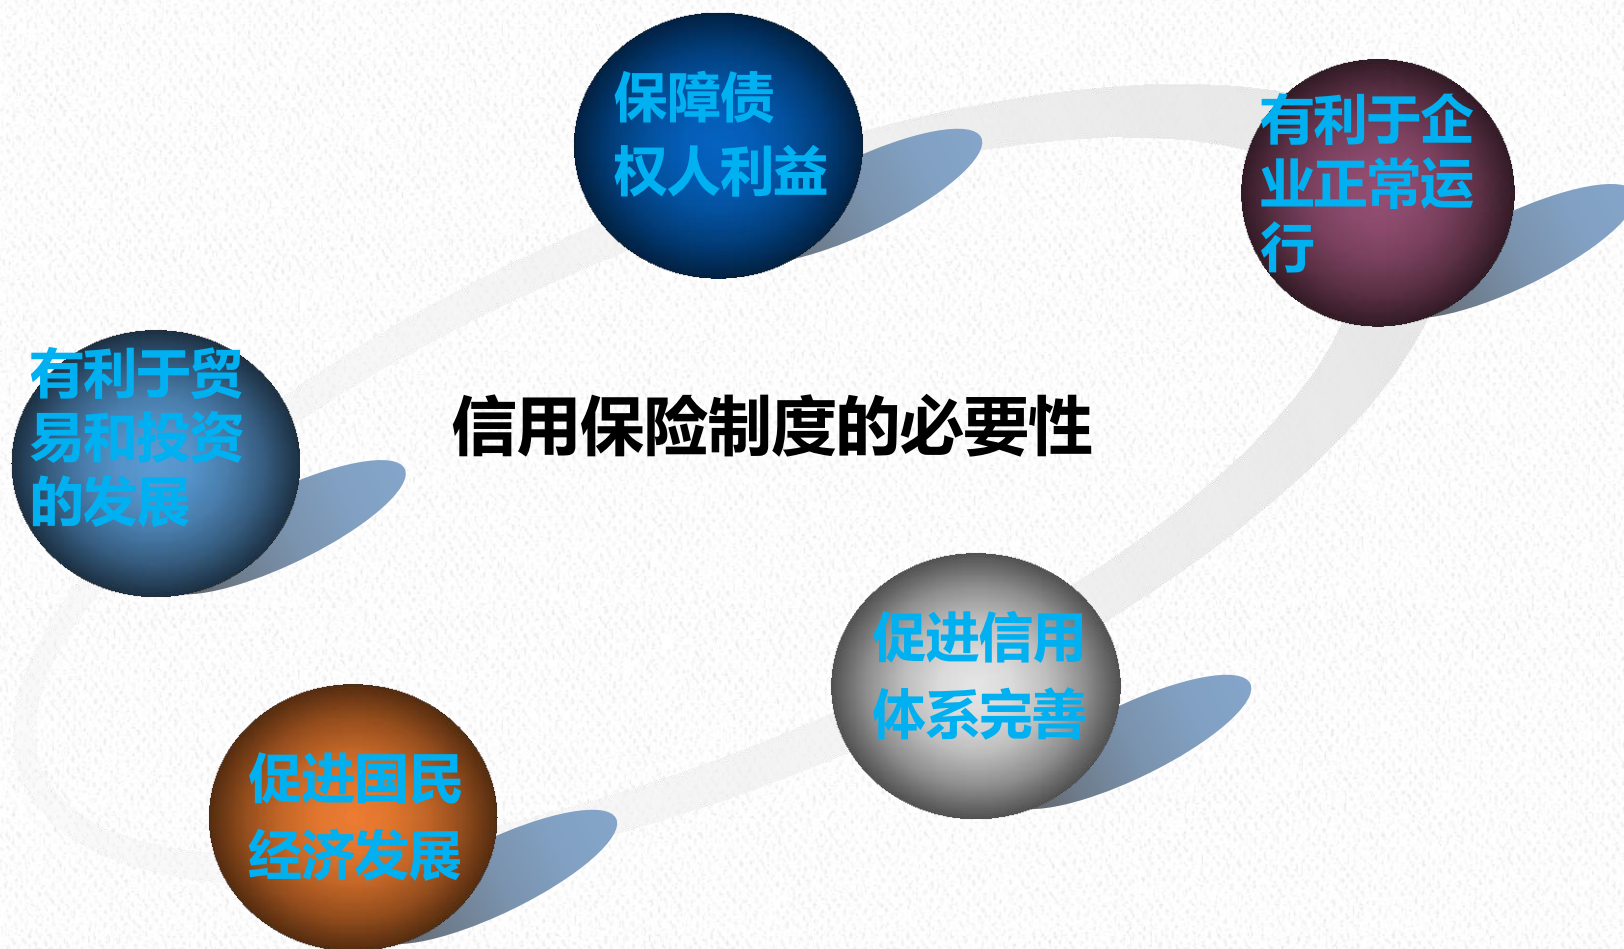 保障债
权人利益
有利于企
业正常运
行
有利于贸
易和投资
的发展
信用保险制度的必要性
促进信用
体系完善
促进国民
经济发展